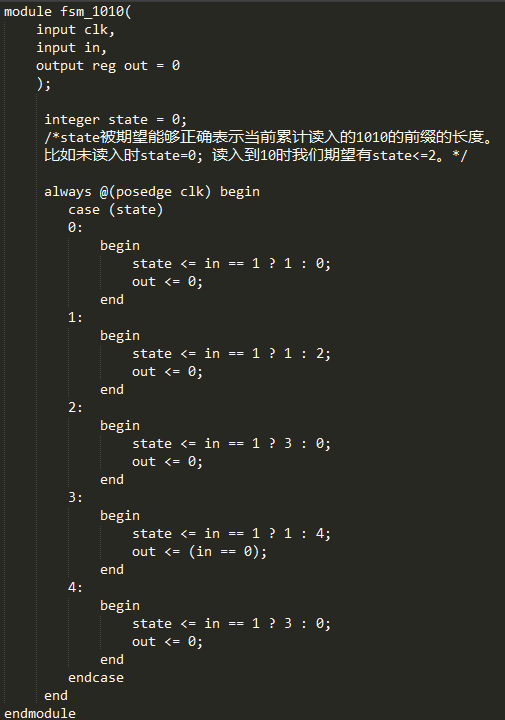 module fsm_1010(
input clk,
input in,
output reg out = 0
);
integer state = 0;
/*state被期望能够正确表示当前累计读入的1010的前缀的长度。
比如未读入时state=0; 读入到10时我们期望有state<=2。*/
always @(posedge clk) begin
case (state)
0:
begin
state <= in == 1 ? 1 : 0;
out <= 0;
end
1:
begin
state <= in == 1 ? 1 : 2;
out <= 0;
end
2:
begin
state <= in == 1 ? 3 : 0;
out <= 0;
end
3:
begin
state <= in == 1 ? 1 : 4;
out <= (in == 0);
end
4:
begin
state <= in == 1 ? 3 : 0;
out <= 0;
end
endcase
end
endmodule